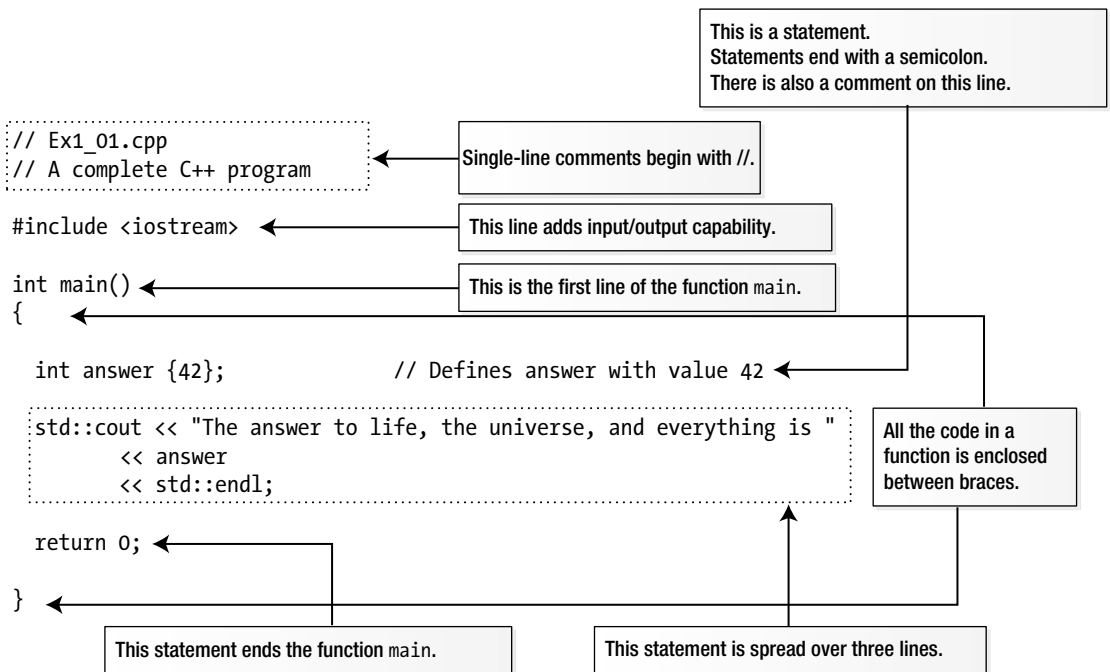 This is a statement.
Statements end with a semicolon.
There is also a comment on this line.
// Ex1_01.cpp
// A complete C++ program
Single-line comments begin with //.
#include <iostream>
This line adds input/output capability.
int main()
This is the first line of the function main.
{
int answer {42}; // Defines answer with value 42
std::cout << "The answer to life, the universe, and everything is "
<< answer
<< std::endl;
All the code in a
function is enclosed
between braces.
return 0;
}
This statement ends the function main.
This statement is spread over three lines.